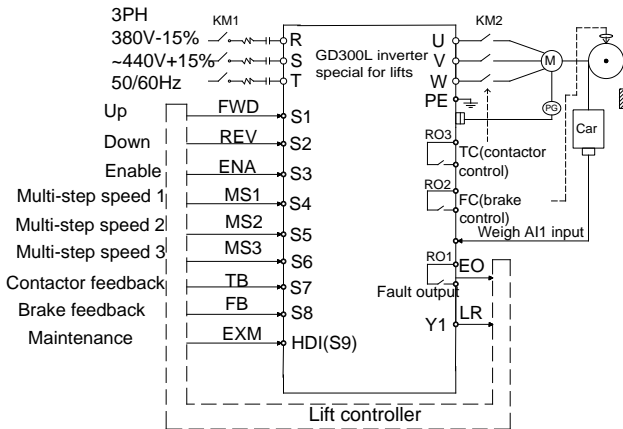 3PH
380V-15%
~440V+15%
50/60Hz
KM1
R
S
T
GD300L inverter
special for lifts
U
V
W
PE
KM2
M
PG
Car
Up
FWD
S1
Down
REV
S2
Enable
ENA
S3
Multi-step speed 1
MS1
S4
Multi-step speed 2
MS2
S5
Multi-step speed 3
MS3
S6
Contactor feedback
TB
S7
Brake feedback
FB
S8
Maintenance
EXM
HDI(S9)
RO3
TC(contactor
control)
RO2
FC(brake
control)
Weigh AI1 input
RO1
EO
Fault output
Y1
LR
Lift controller